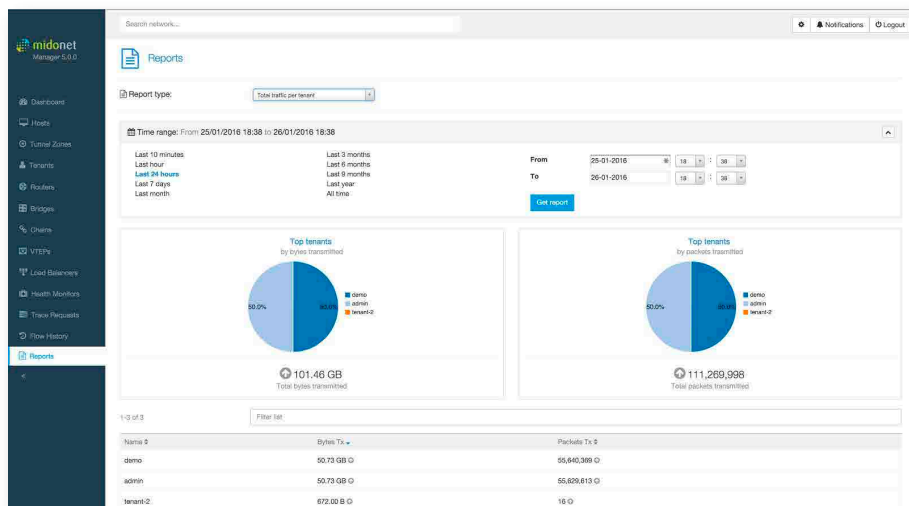 Search network...
Notifications
Logout
midonet
Manager 5.0.0
Reports
Report type:
Total traffic per tenant
Dashboard
Hosts
Tunnel Zones
Tenants
Routers
Bridges
Chains
VTEPs
Load Balancers
Health Monitors
Trace Requests
Flow History
Reports
Time range: From 25/01/2016 18:38 to 26/01/2016 18:38
Last 10 minutes
Last hour
Last 24 hours
Last 7 days
Last month
Last 3 months
Last 6 months
Last 9 months
Last year
All time
From
25-01-2016
18 : 38
To
26-01-2016
18 : 38
Get report
Top tenants
by bytes transmitted
50.0%
50.0%
demo
admin
tenant-2
101.46 GB
Total bytes transmitted
Top tenants
by packets trasmitted
50.0%
50.0%
demo
admin
tenant-2
111,269,998
Total packets transmitted
1-3 of 3
Filter list
Name
Bytes Tx
Packets Tx
demo
50.73 GB
55,640,369
admin
50.73 GB
55,629,613
tenant-2
672.00 B
16